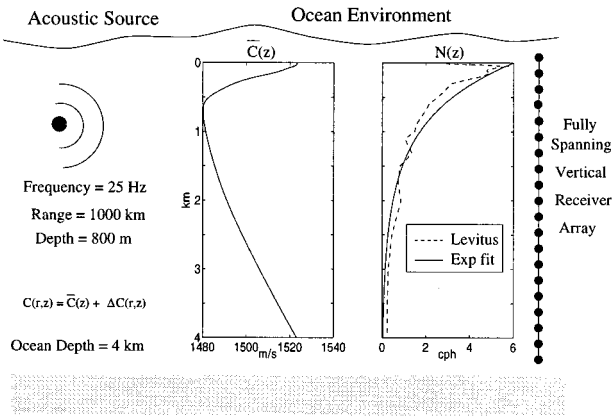 Acoustic Source
Ocean Environment
C̅(z)
N(z)
0
1
2
3
4
km
1480
1500
1520
1540
m/s
0
2
4
6
cph
Levitus
Exp fit
Frequency = 25 Hz
Range = 1000 km
Depth = 800 m
C(r,z) = C̅(z) + ΔC(r,z)
Ocean Depth = 4 km
Fully
Spanning
Vertical
Receiver
Array